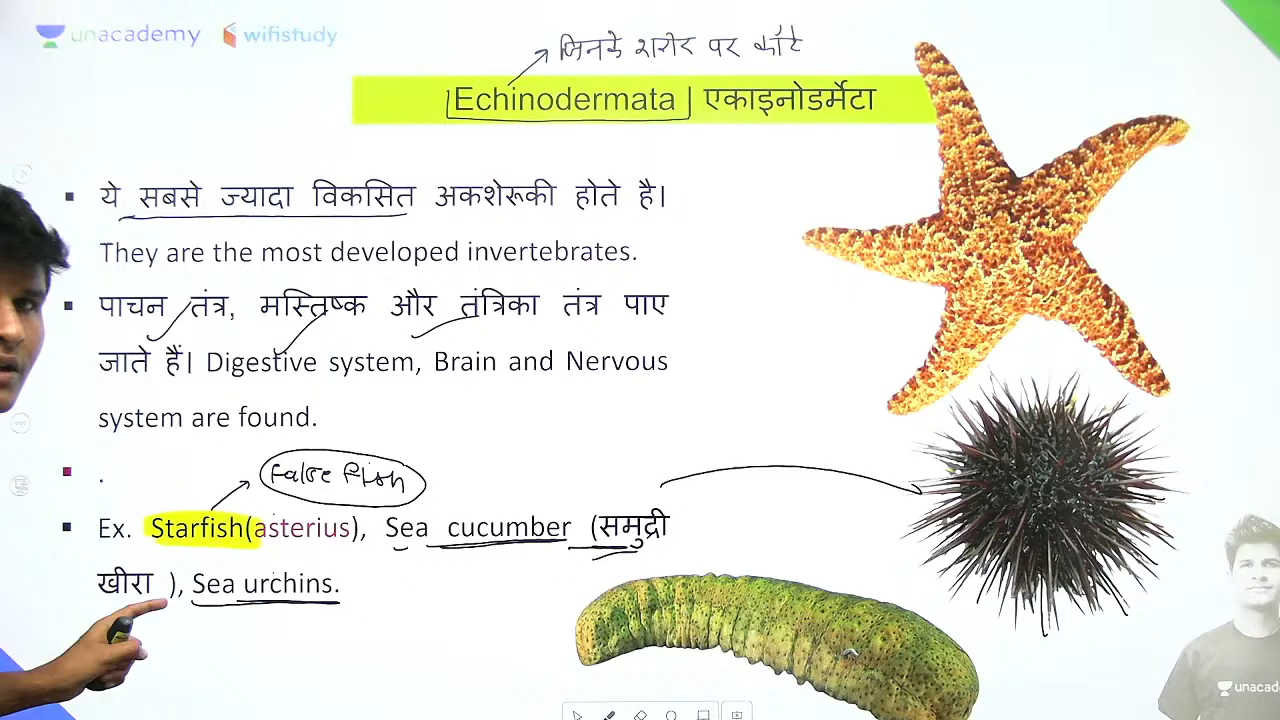 unacademy wifistudy
जिनके शरीर पर काँटे
Echinodermata | एकाइनोडर्मेटा
ये सबसे ज्यादा विकसित अकशेरूकी होते है।
They are the most developed invertebrates.
पाचन तंत्र, मस्तिष्क और तंत्रिका तंत्र पाए
जाते हैं। Digestive system, Brain and Nervous
system are found.
.
False Fish
Ex. Starfish(asterius), Sea cucumber (समुद्री
खीरा ), Sea urchins.
unacade